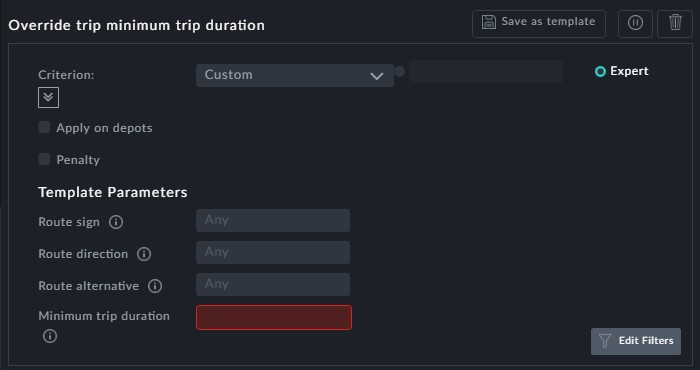 Override trip minimum trip duration
Save as template
Criterion:
Custom
Expert
Apply on depots
Penalty
Template Parameters
Route sign
Any
Route direction
Any
Route alternative
Any
Minimum trip duration
Edit Filters